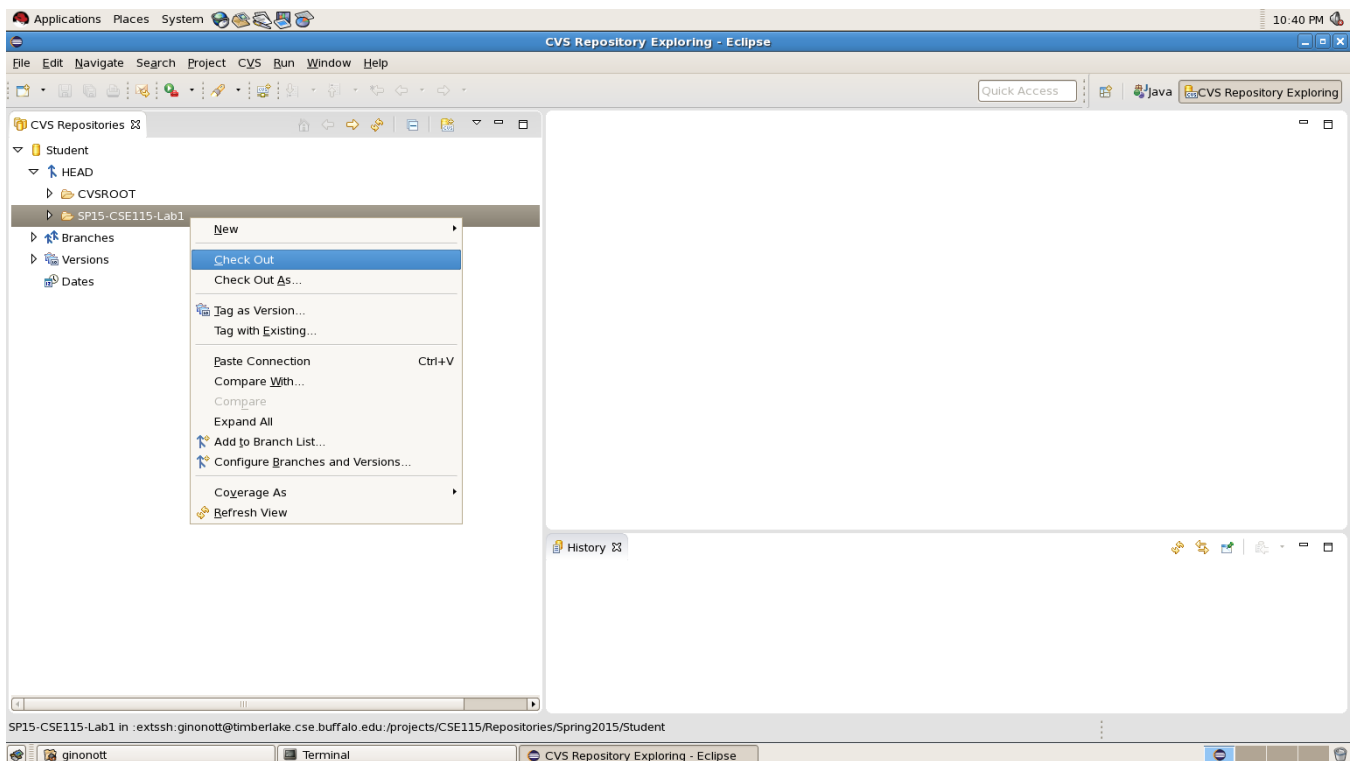 Applications Places System 10:40 PM
CVS Repository Exploring - Eclipse
File Edit Navigate Search Project CVS Run Window Help
Quick Access Java CVS Repository Exploring
CVS Repositories
Student
HEAD
CVSROOT
SP15-CSE115-Lab1
Branches
Versions
Dates
New
Check Out
Check Out As...
Tag as Version...
Tag with Existing...
Paste Connection Ctrl+V
Compare With...
Compare
Expand All
Add to Branch List...
Configure Branches and Versions...
Coverage As
Refresh View
History
SP15-CSE115-Lab1 in :extssh:ginonott@timberlake.cse.buffalo.edu:/projects/CSE115/Repositories/Spring2015/Student
ginonott Terminal CVS Repository Exploring - Eclipse